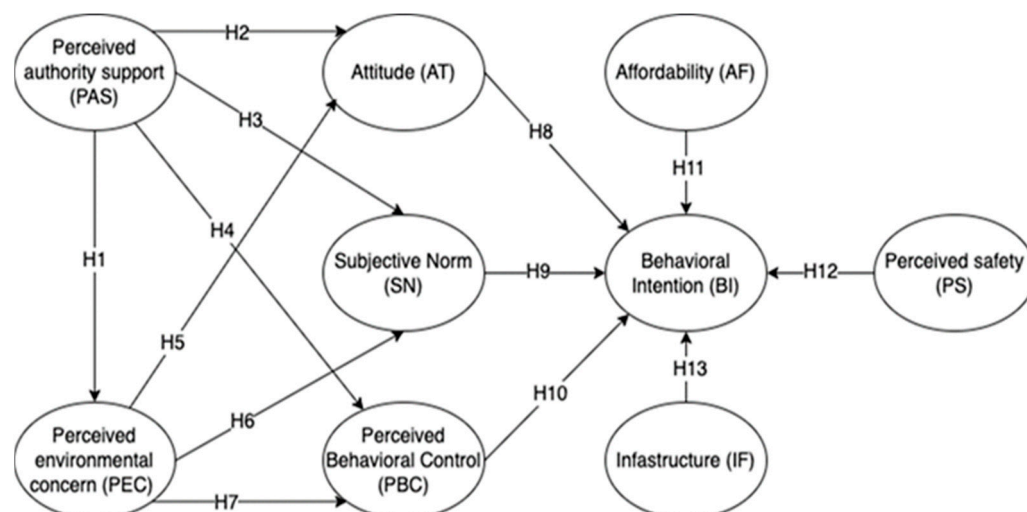 Perceived
authority support
(PAS)
H2
Attitude (AT)
Affordability (AF)
H3
H8
H11
H4
H1
Subjective Norm
(SN)
H9
Behavioral
Intention (BI)
H12
Perceived safety
(PS)
H5
H6
H10
H13
Perceived
environmental
concern (PEC)
H7
Perceived
Behavioral Control
(PBC)
Infastructure (IF)